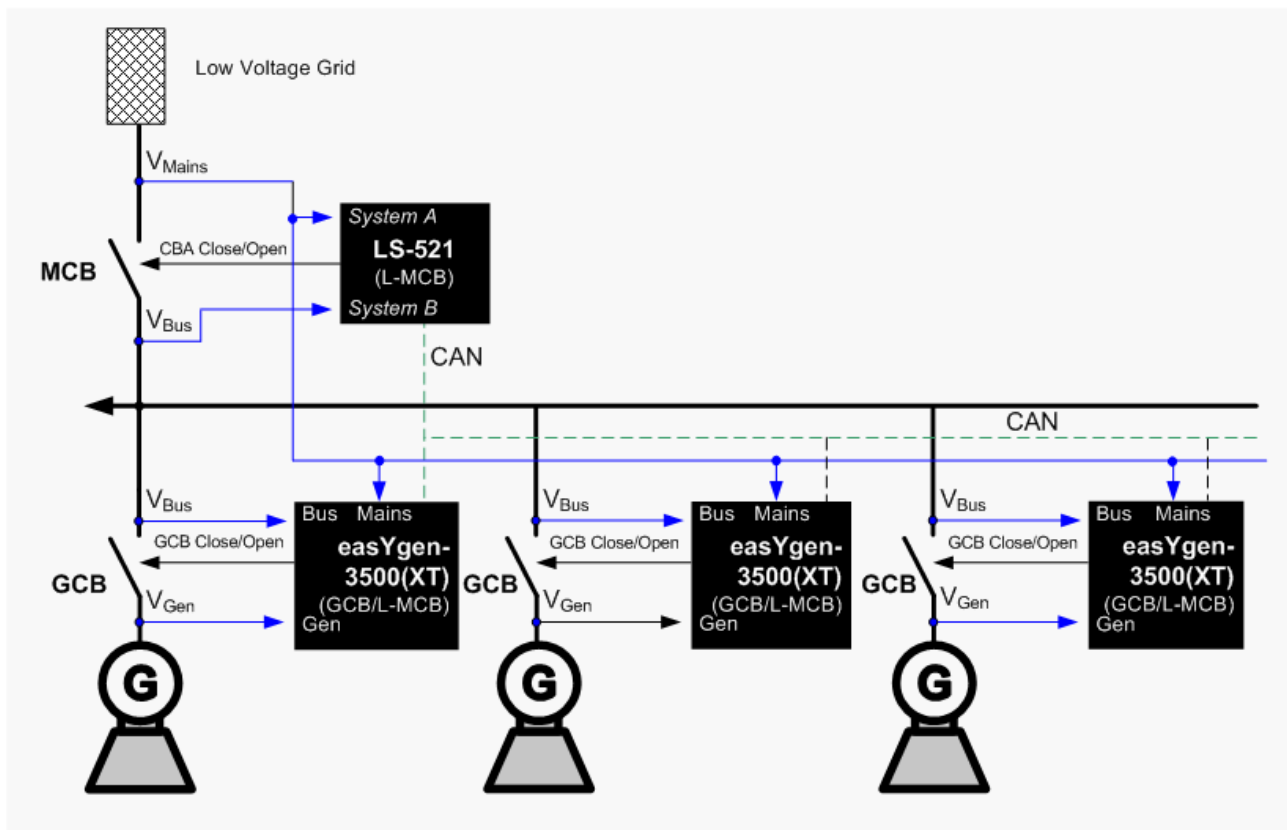 Low Voltage Grid
VMains
System A
LS-521
(L-MCB)
System B
CBA Close/Open
MCB
VBus
CAN
CAN
VBus
GCB Close/Open
GCB
VGen
Bus Mains
easYgen-
3500(XT)
(GCB/L-MCB)
Gen
G
VBus
GCB Close/Open
GCB
VGen
Bus Mains
easYgen-
3500(XT)
(GCB/L-MCB)
Gen
G
VBus
GCB Close/Open
GCB
VGen
Bus Mains
easYgen-
3500(XT)
(GCB/L-MCB)
Gen
G